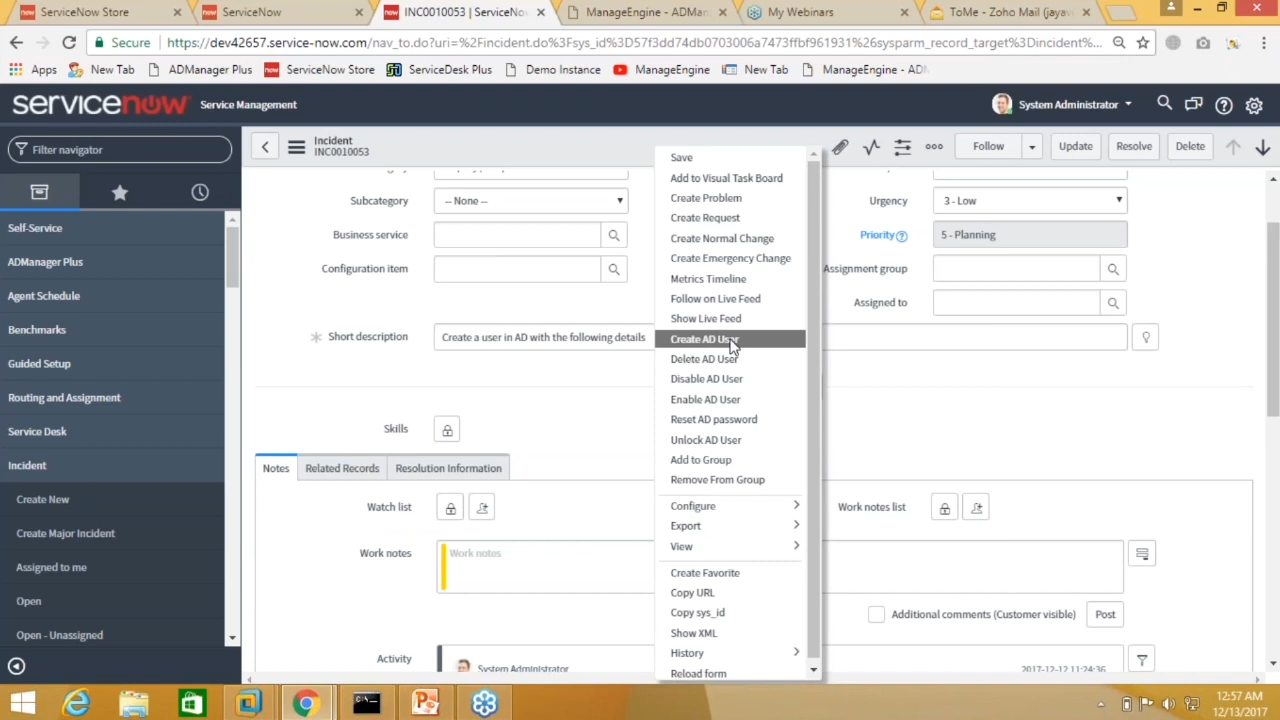 ServiceNow Store
ServiceNow
INC0010053 | ServiceNo
ManageEngine - ADMan
My Webinars
ToMe - Zoho Mail (jayav
Secure
https://dev42657.service-now.com/nav_to.do?uri=%2Fincident.do%3Fsys_id%3D57f3dd74db0703006a7473ffbf961931%26sysparm_record_target%3Dincident%...
Apps
New Tab
ADManager Plus
ServiceNow Store
ServiceDesk Plus
Demo Instance
ManageEngine
New Tab
ManageEngine - ADM
servicenow Service Management
System Administrator
Filter navigator
Incident
INC0010053
Follow
Update
Resolve
Delete
Self-Service
ADManager Plus
Agent Schedule
Benchmarks
Guided Setup
Routing and Assignment
Service Desk
Incident
Create New
Create Major Incident
Assigned to me
Open
Open - Unassigned
Subcategory
-- None --
Business service
Configuration item
Short description
Create a user in AD with the following details
Urgency
3 - Low
Priority
5 - Planning
Assignment group
Assigned to
Save
Add to Visual Task Board
Create Problem
Create Request
Create Normal Change
Create Emergency Change
Metrics Timeline
Follow on Live Feed
Show Live Feed
Create AD User
Delete AD User
Disable AD User
Enable AD User
Reset AD password
Unlock AD User
Add to Group
Remove From Group
Configure
Export
View
Create Favorite
Copy URL
Copy sys_id
Show XML
History
Reload form
Skills
Notes
Related Records
Resolution Information
Watch list
Work notes list
Work notes
Work notes
Additional comments (Customer visible)
Post
Activity
System Administrator
2017-12-12 11:24:36
12:57 AM
12/13/2017